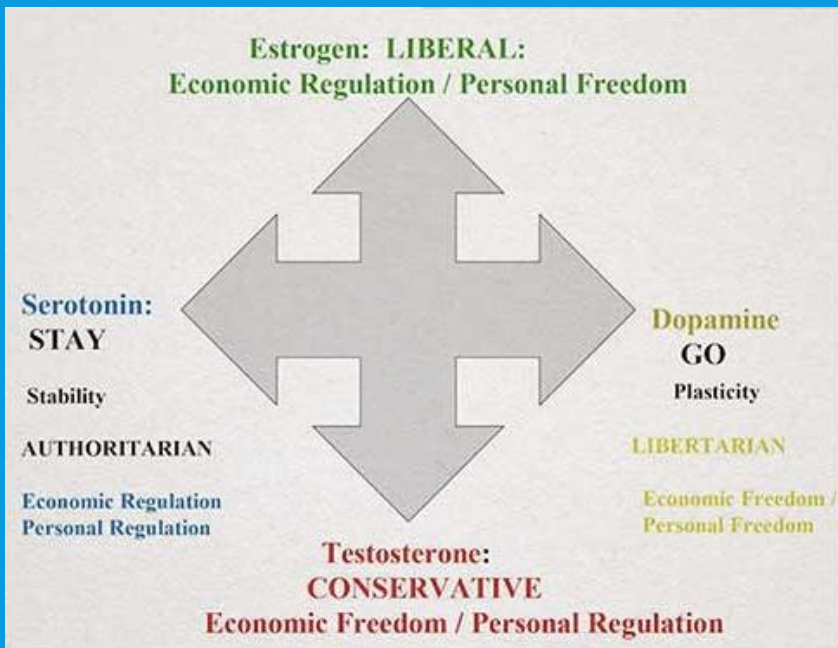 Estrogen: LIBERAL:
Economic Regulation / Personal Freedom
Serotonin:
STAY
Stability
AUTHORITARIAN
Economic Regulation
Personal Regulation
Dopamine
GO
Plasticity
LIBERTARIAN
Economic Freedom /
Personal Freedom
Testosterone:
CONSERVATIVE
Economic Freedom / Personal Regulation